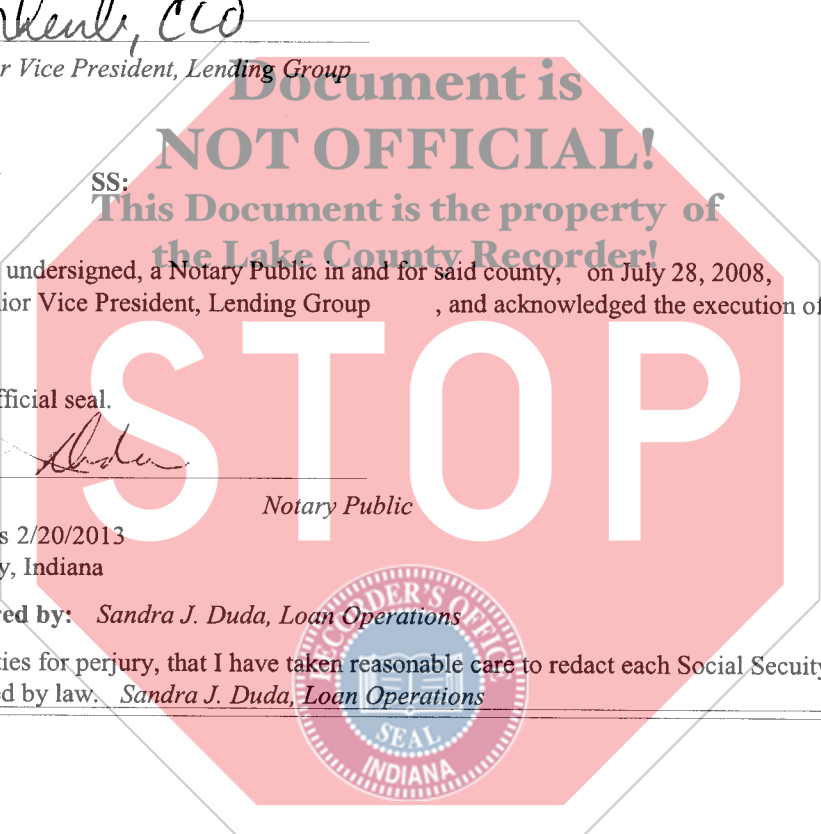 CCO
r Vice President, Lending Group
Document is
NOT OFFICIAL!
SS:
This Document is the property of
the Lake County Recorder!
undersigned, a Notary Public in and for said county, on July 28, 2008,
ior Vice President, Lending Group , and acknowledged the execution of
STOP
fficial seal.
Notary Public
s 2/20/2013
y, Indiana
red by: Sandra J. Duda, Loan Operations
ties for perjury, that I have taken reasonable care to redact each Social Secuity
ed by law. Sandra J. Duda, Loan Operations
RECORDER'S OFFICE
SEAL
INDIANA